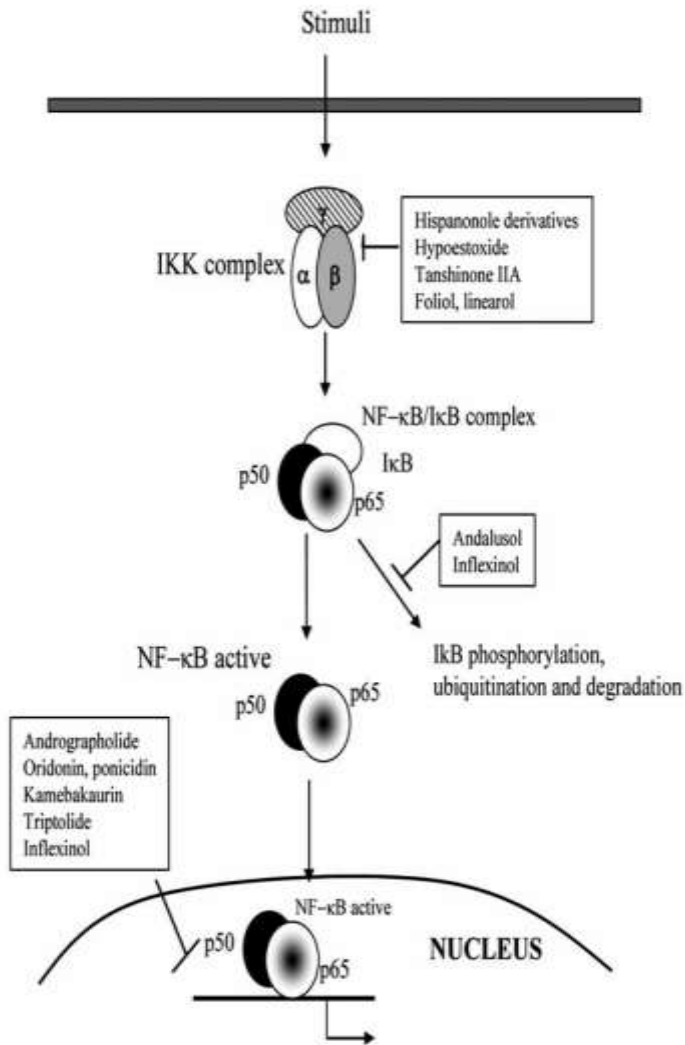 Stimuli
γ
IKK complex
α
β
Hispanonole derivatives
Hypoestoxide
Tanshinone IIA
Foliol, linearol
NF-κB/IκB complex
IκB
p50
p65
Andalusol
Inflexinol
IkB phosphorylation,
ubiquitination and degradation
NF-κB active
p50
p65
Andrographolide
Oridonin, ponicidin
Kamebakaurin
Triptolide
Inflexinol
NF-κB active
p50
p65
NUCLEUS